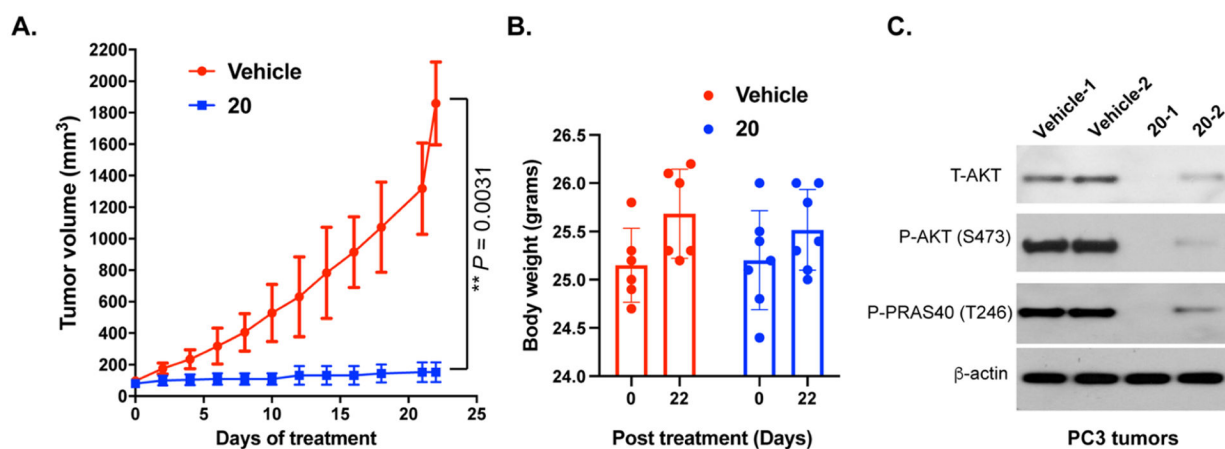 A.
Tumor volume (mm³)
2200
2000
1800
1600
1400
1200
1000
800
600
400
200
0
Vehicle
20
** P = 0.0031
0 5 10 15 20 25
Days of treatment
B.
Body weight (grams)
Vehicle
20
26.5
26.0
25.5
25.0
24.5
24.0
0 22 0 22
Post treatment (Days)
C.
Vehicle-1 Vehicle-2 20-1 20-2
T-AKT
P-AKT (S473)
P-PRAS40 (T246)
β-actin
PC3 tumors